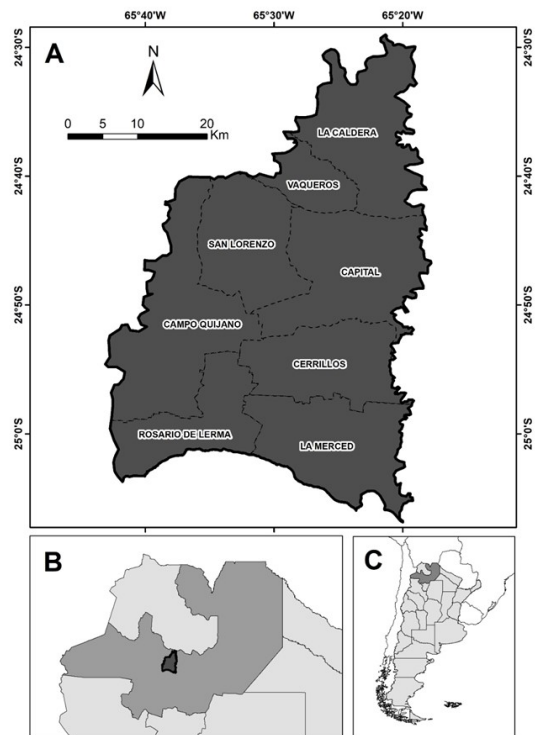 65°40'W 65°30'W 65°20'W
A
N
0 5 10 20
Km
24°30'S
24°40'S
24°50'S
25°0'S
24°30'S
24°40'S
24°50'S
25°0'S
LA CALDERA
VAQUEROS
SAN LORENZO
CAPITAL
CAMPO QUIJANO
CERRILLOS
ROSARIO DE LERMA
LA MERCED
B
C